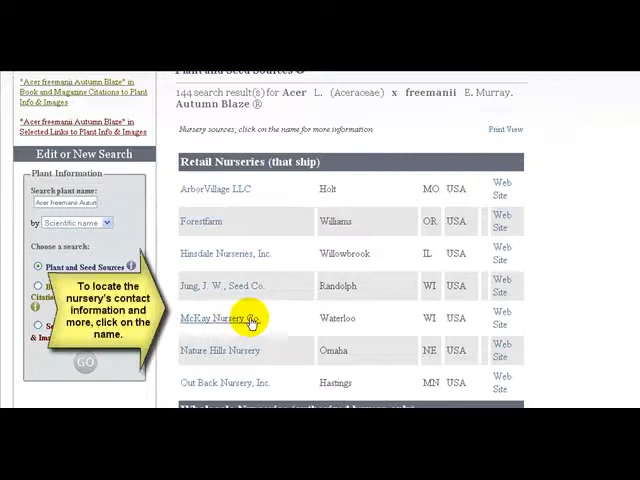 "Acer freemanii Autumn Blaze" in
Book and Magazine Citations to Plant
Info & Images
"Acer freemanii Autumn Blaze" in
Selected Links to Plant Info & Images
Edit or New Search
Plant Information
Search plant name:
Acer freemanii Autum
by Scientific name
Choose a search:
Plant and Seed Sources
To locate the
nursery's contact
information and
more, click on the
name.
& Ima
GO
Plant and Seed Sources
144 search result(s) for Acer L. (Aceraceae) x freemanii E. Murray.
Autumn Blaze ®
Nursery sources, click on the name for more information
Print View
Retail Nurseries (that ship)
ArborVillage LLC Holt MO USA Web Site
Forestfarm Williams OR USA Web Site
Hinsdale Nurseries, Inc. Willowbrook IL USA Web Site
Jung, J. W., Seed Co. Randolph WI USA Web Site
McKay Nursery Co. Waterloo WI USA Web Site
Nature Hills Nursery Omaha NE USA Web Site
Out Back Nursery, Inc. Hastings MN USA Web Site